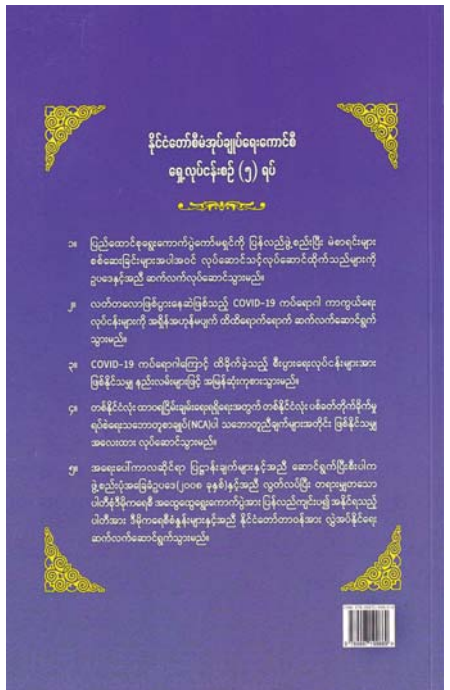 နိုင်ငံတော်စီမံအုပ်ချုပ်ရေးကောင်စီ
ရှေ့လုပ်ငန်းစဉ် (၅) ရပ်
၁။ ပြည်ထောင်စုရွေးကောက်ပွဲကော်မရှင်ကို ပြန်လည်ဖွဲ့စည်းပြီး မဲစာရင်းများ
စစ်ဆေးခြင်းများအပါအဝင် လုပ်ဆောင်သင့်လုပ်ဆောင်ထိုက်သည်များကို
ဥပဒေနှင့်အညီ ဆက်လက်လုပ်ဆောင်သွားမည်။
၂။ လတ်တလောဖြစ်ပွားနေဆဲဖြစ်သည့် COVID-19 ကပ်ရောဂါ ကာကွယ်ရေး
လုပ်ငန်းများကို အရှိန်အဟုန်မပျက် ထိထိရောက်ရောက် ဆက်လက်ဆောင်ရွက်
သွားမည်။
၃။ COVID-19 ကပ်ရောဂါကြောင့် ထိခိုက်ခဲ့သည့် စီးပွားရေးလုပ်ငန်းများအား
ဖြစ်နိုင်သမျှ နည်းလမ်းများဖြင့် အမြန်ဆုံးကုစားသွားမည်။
၄။ တစ်နိုင်ငံလုံး ထာဝရငြိမ်းချမ်းရေးရရှိရေးအတွက် တစ်နိုင်ငံလုံး ပစ်ခတ်တိုက်ခိုက်မှု
ရပ်စဲရေးသဘောတူစာချုပ်(NCA)ပါ သဘောတူညီချက်များအတိုင်း ဖြစ်နိုင်သမျှ
အလေးထား လုပ်ဆောင်သွားမည်။
၅။ အရေးပေါ်ကာလဆိုင်ရာ ပြဋ္ဌာန်းချက်များနှင့်အညီ ဆောင်ရွက်ပြီးစီးပါက
ဖွဲ့စည်းပုံအခြေခံဥပဒေ(၂၀၀၈ ခုနှစ်)နှင့်အညီ လွတ်လပ်ပြီး တရားမျှတသော
ပါတီစုံဒီမိုကရေစီ အထွေထွေရွေးကောက်ပွဲအား ပြန်လည်ကျင်းပ၍ အနိုင်ရသည့်
ပါတီအား ဒီမိုကရေစီစံနှုန်းများနှင့်အညီ နိုင်ငံတော်တာဝန်အား လွှဲအပ်နိုင်ရေး
ဆက်လက်ဆောင်ရွက်သွားမည်။